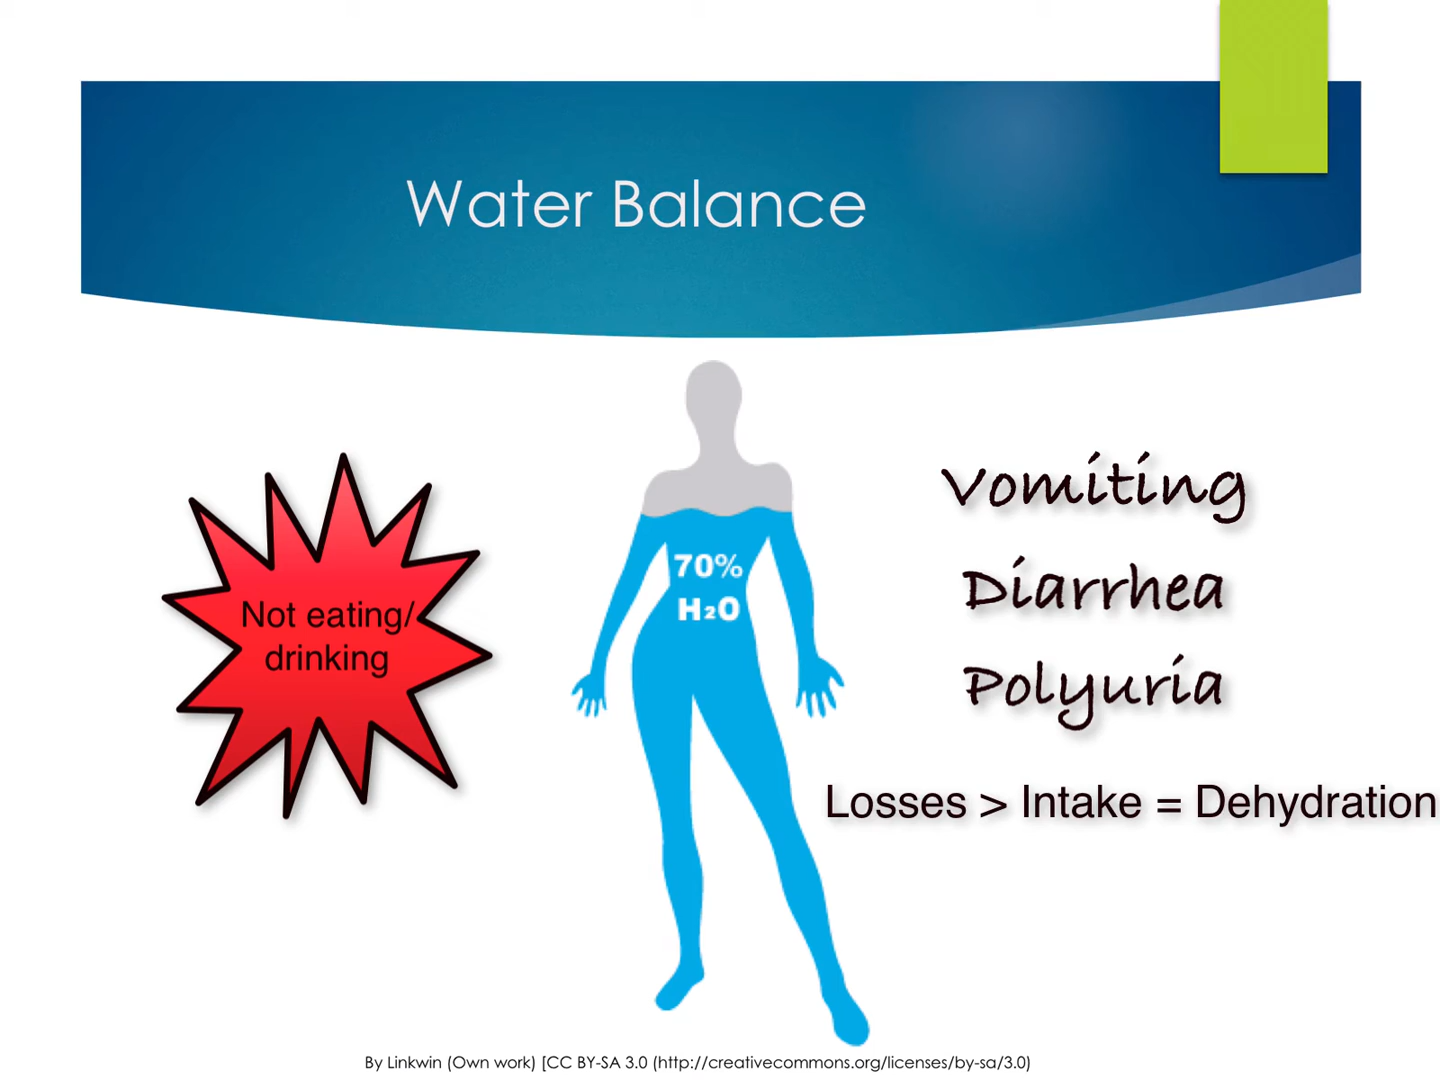 Water Balance
Not eating/
drinking
70%
H₂O
Vomiting
Diarrhea
Polyuria
Losses > Intake = Dehydration
By Linkwin (Own work) [CC BY-SA 3.0 (http://creativecommons.org/licenses/by-sa/3.0)